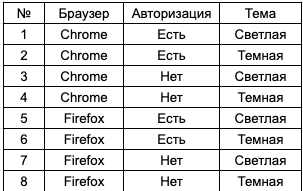 № Браузер Авторизация Тема
1 Chrome Есть Светлая
2 Chrome Есть Темная
3 Chrome Нет Светлая
4 Chrome Нет Темная
5 Firefox Есть Светлая
6 Firefox Есть Темная
7 Firefox Нет Светлая
8 Firefox Нет Темная